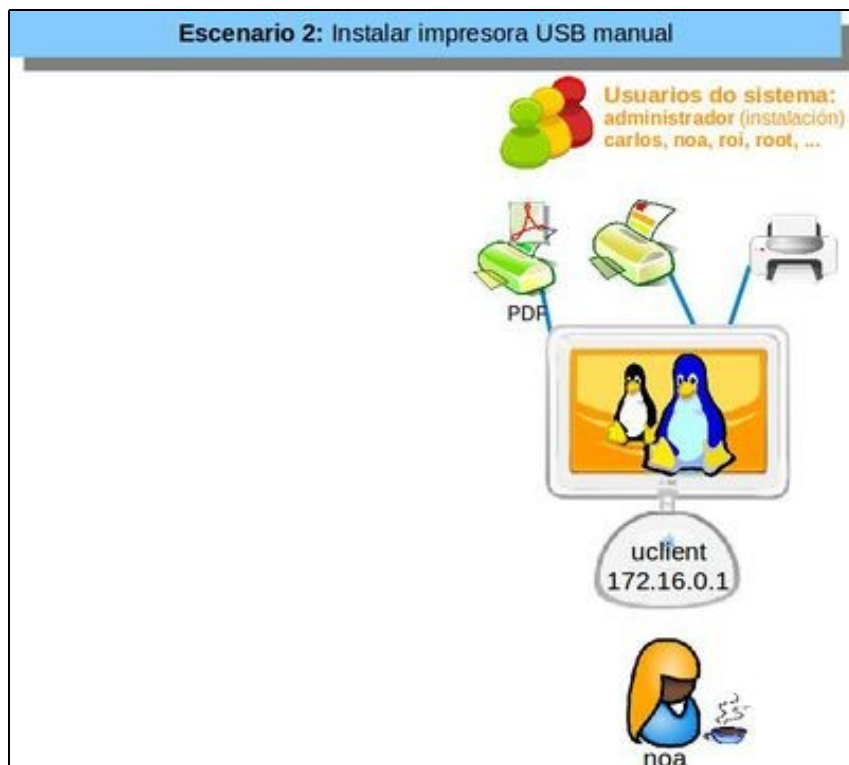 Escenario 2: Instalar impresora USB manual
Usuarios do sistema:
administrador (instalación)
carlos, noa, roi, root, ...
PDF
uclient
172.16.0.1
noa